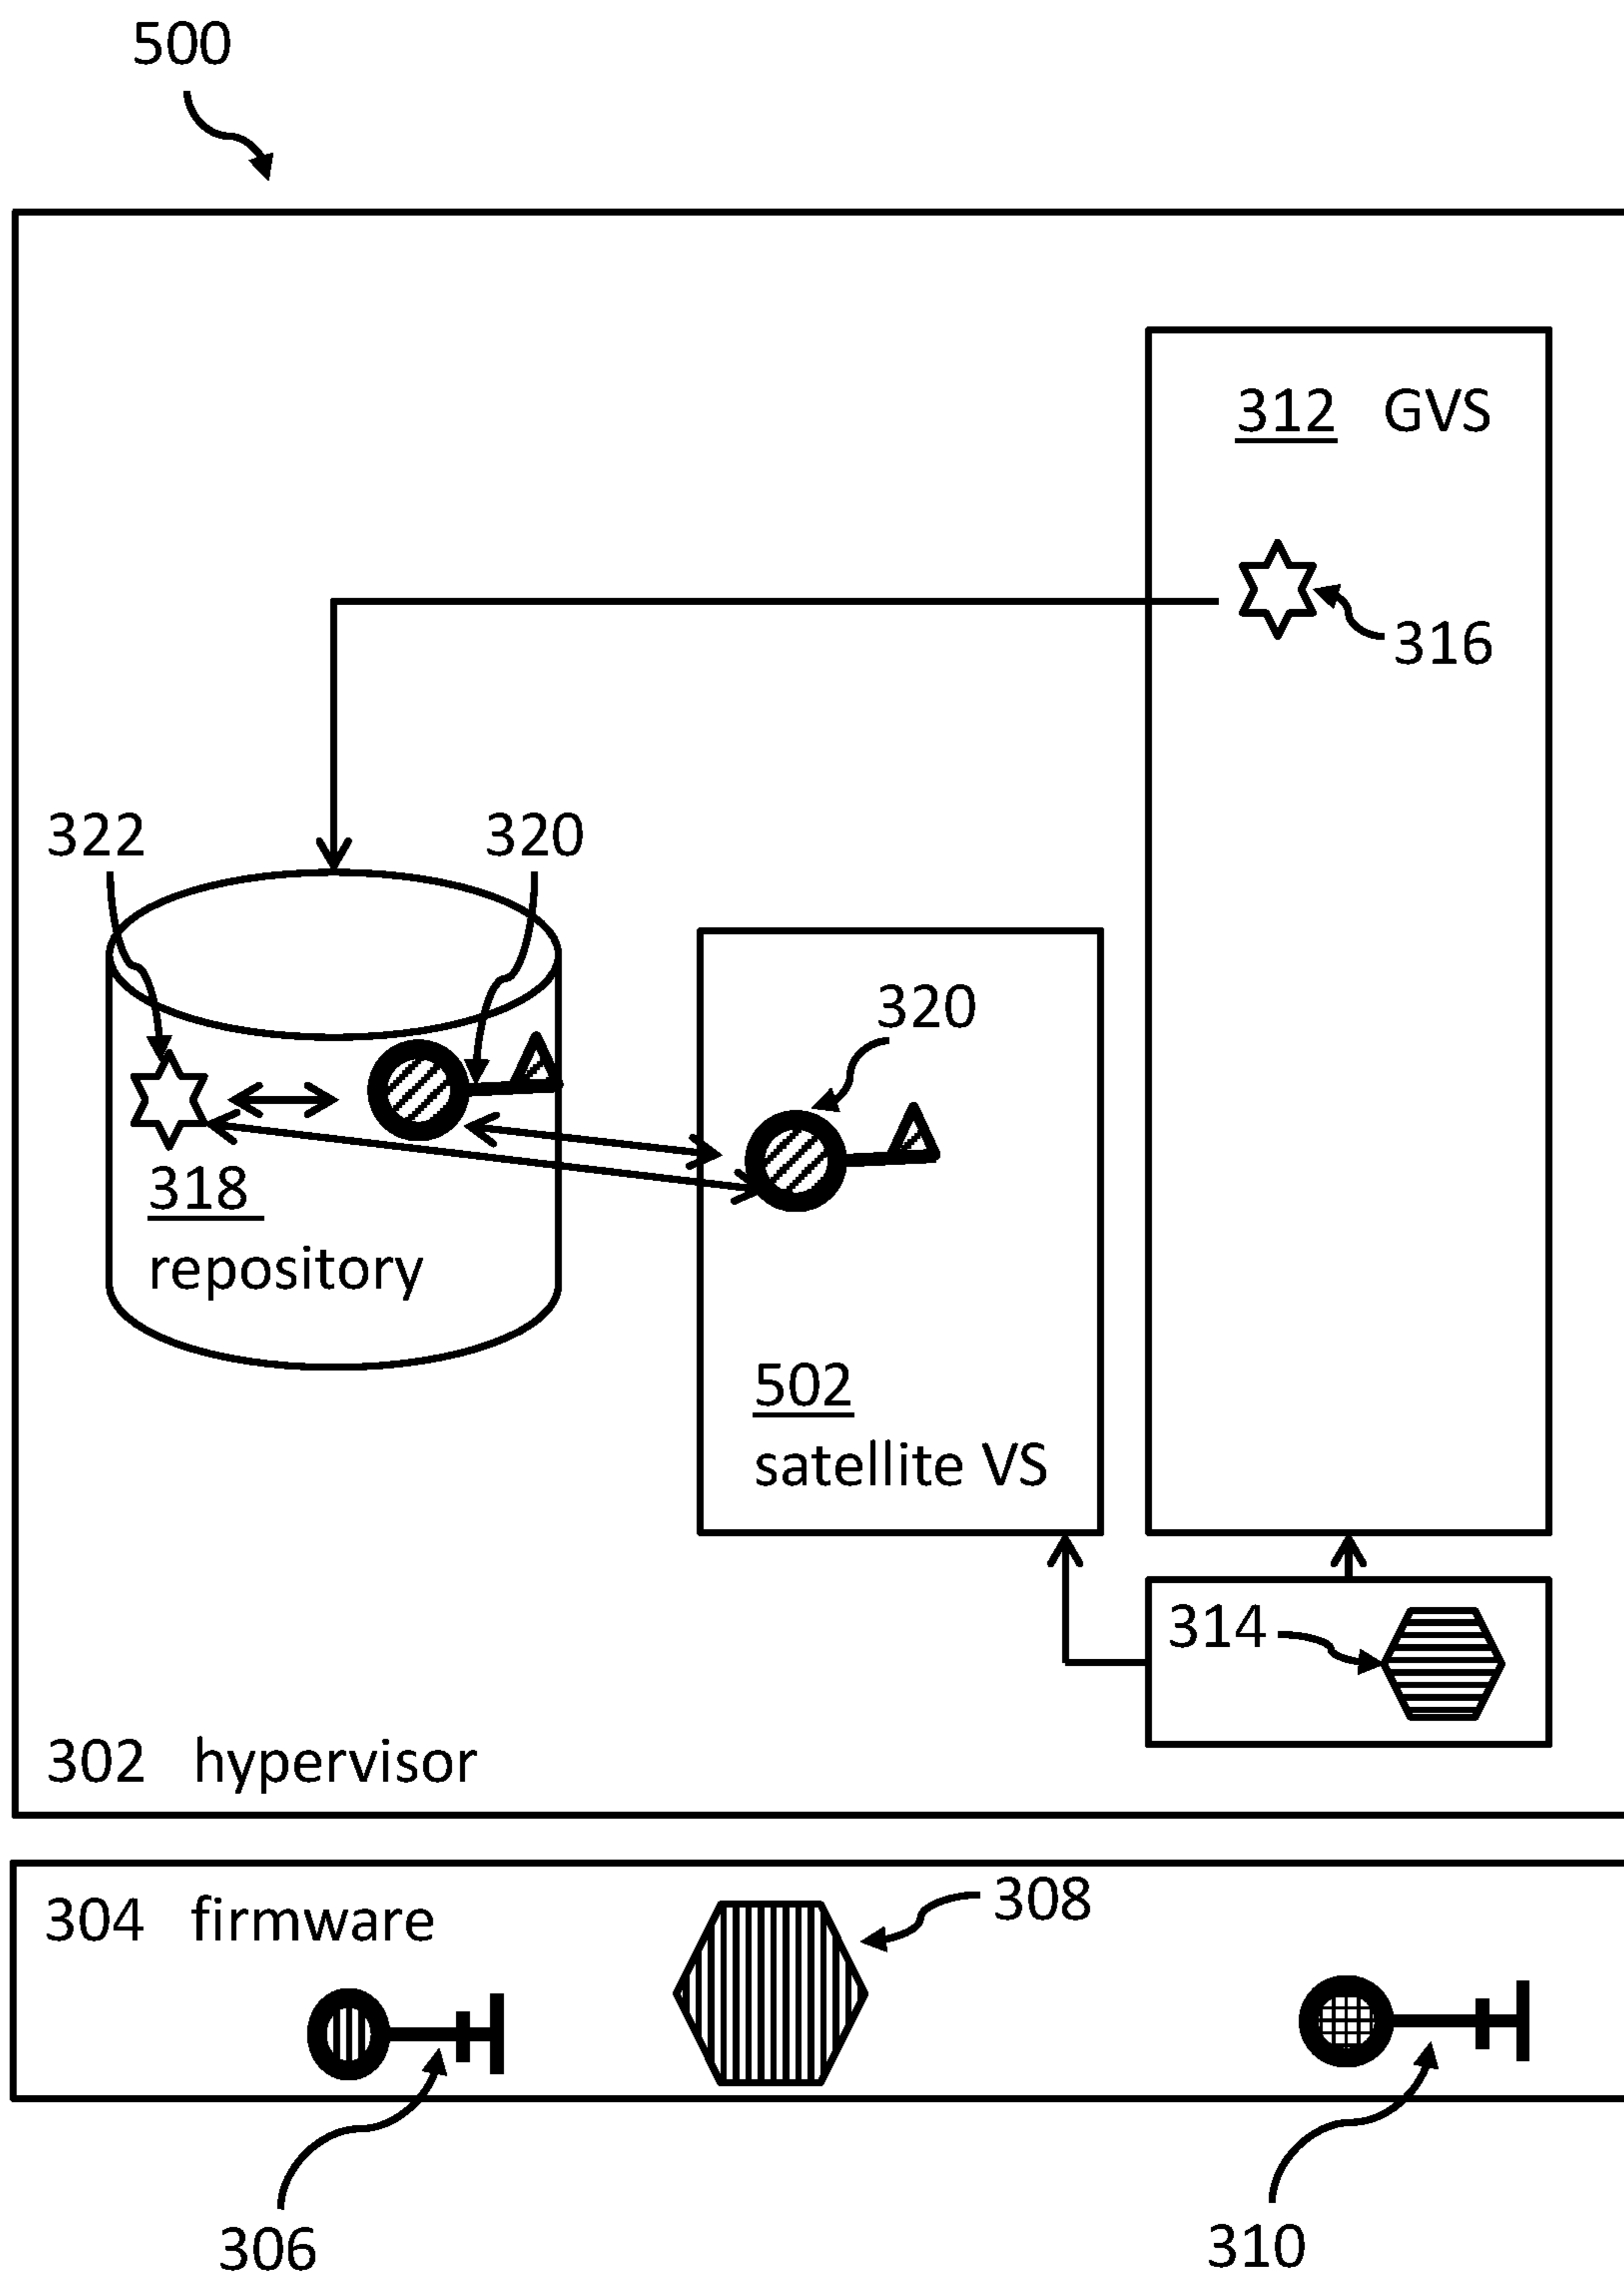 500
312 GVS
316
322
320
320
318
repository
502
satellite VS
314
302 hypervisor
304 firmware
308
306
310